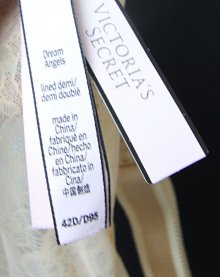 Dream
Angels
lined demi/
demi doublé
made in
China/
fabriqué en
Chine/hecho
en China/
fabricado in
Cina/
中国制造
42D/D95
VICTORIA'S
SECRET